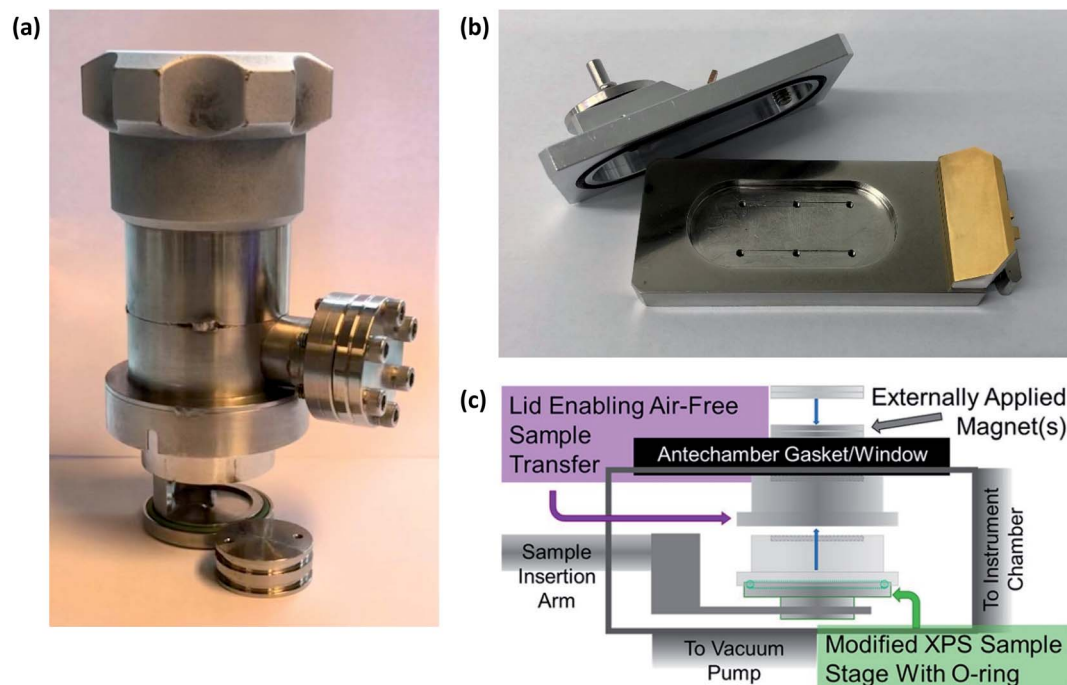 (a)
(b)
(c)
Lid Enabling Air-Free
Sample
Transfer
Externally Applied
Magnet(s)
Antechamber Gasket/Window
Sample
Insertion
Arm
To Instrument
Chamber
To Vacuum
Pump
Modified XPS Sample
Stage With O-ring